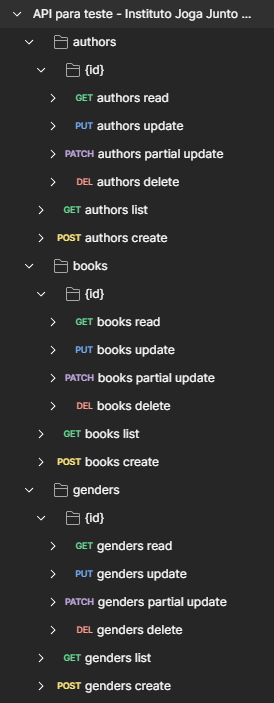 API para teste - Instituto Joga Junto ...
authors
{id}
GET authors read
PUT authors update
PATCH authors partial update
DEL authors delete
GET authors list
POST authors create
books
{id}
GET books read
PUT books update
PATCH books partial update
DEL books delete
GET books list
POST books create
genders
{id}
GET genders read
PUT genders update
PATCH genders partial update
DEL genders delete
GET genders list
POST genders create